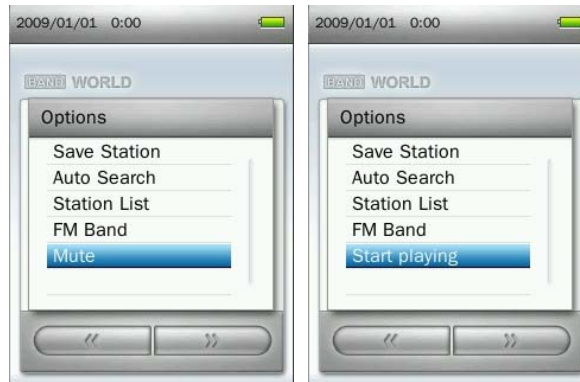 2009/01/01 0:00
BAND WORLD
Options
Save Station
Auto Search
Station List
FM Band
Mute
2009/01/01 0:00
BAND WORLD
Options
Save Station
Auto Search
Station List
FM Band
Start playing